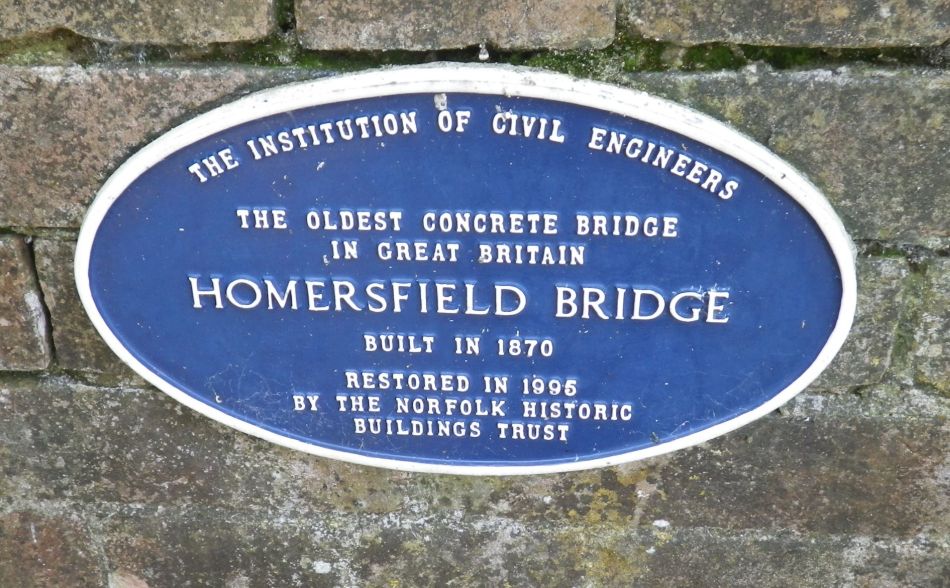 THE INSTITUTION OF CIVIL ENGINEERS
THE OLDEST CONCRETE BRIDGE
IN GREAT BRITAIN
HOMERSFIELD BRIDGE
BUILT IN 1870
RESTORED IN 1995
BY THE NORFOLK HISTORIC
BUILDINGS TRUST